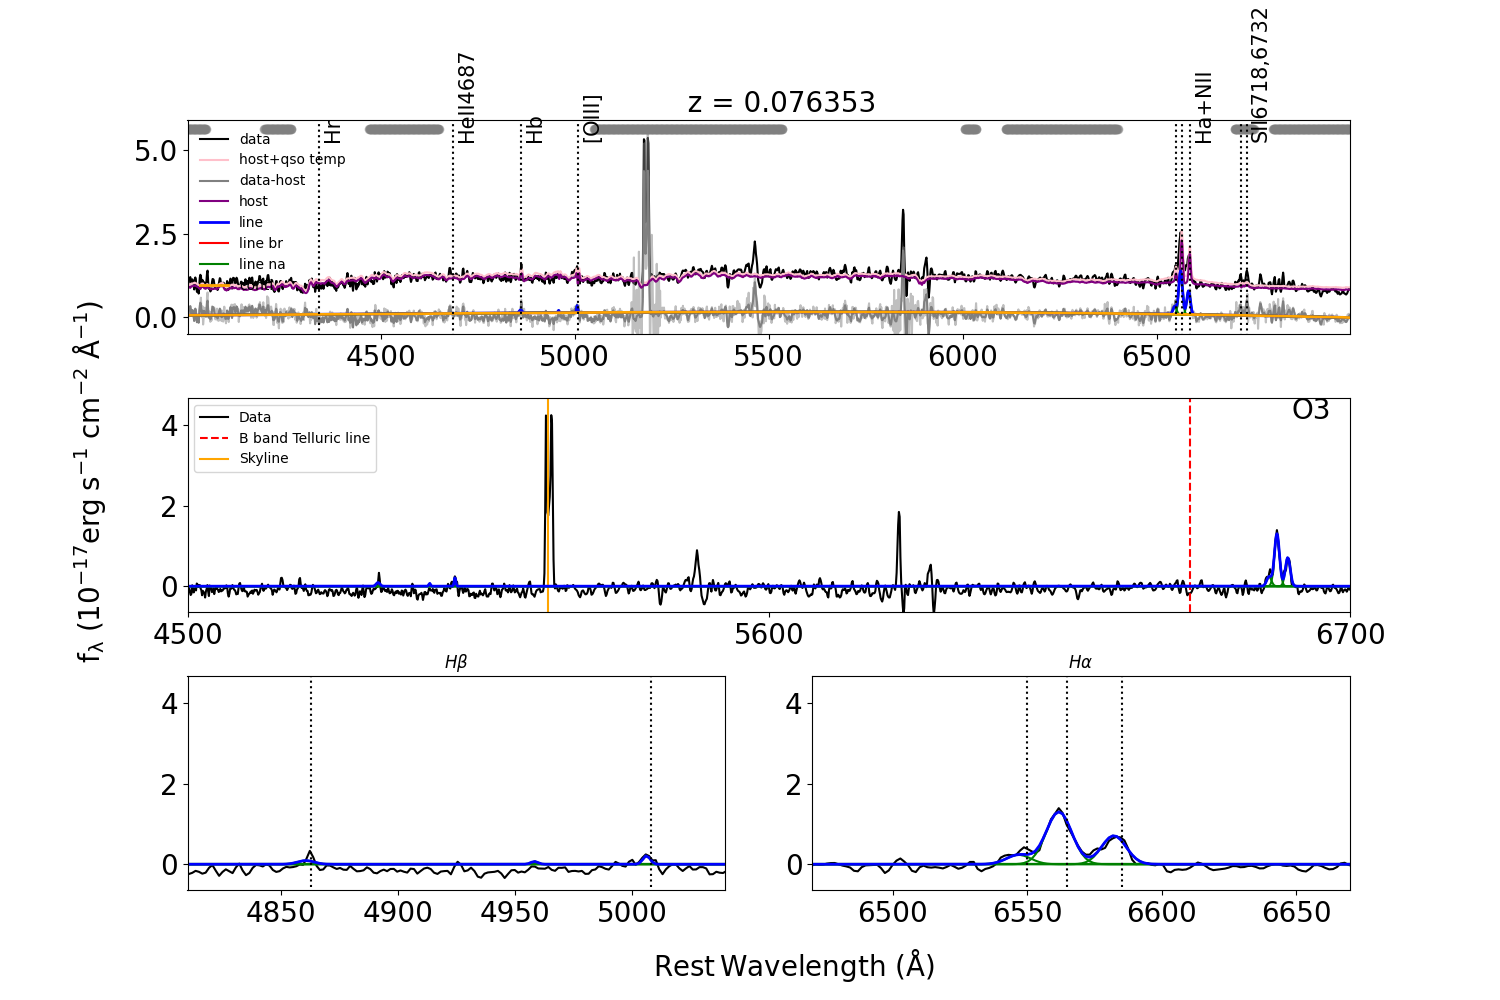 z = 0.076353
Hr
HeII4687
Hb
[OIII]
Ha+NII
SII6718,6732
data
host+qso temp
data-host
host
line
line br
line na
5.0
2.5
0.0
4500 5000 5500 6000 6500
f_λ (10^{-17} erg s^{-1} cm^{-2} Å^{-1})
O3
Data
B band Telluric line
Skyline
4
2
0
4500 5600 6700
Hβ
4
2
0
4850 4900 4950 5000
Hα
4
2
0
6500 6550 6600 6650
Rest Wavelength (Å)